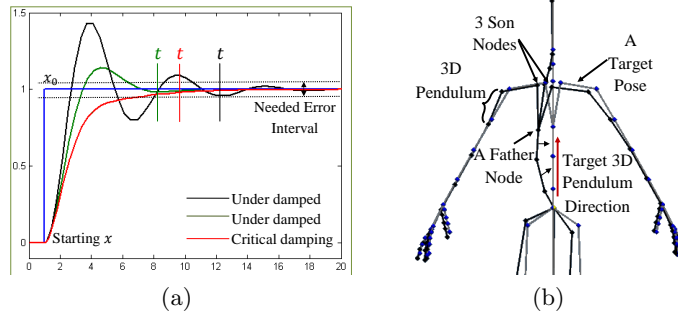 1.5
x₀
t t t
1
Needed Error
Interval
0.5
Under damped
Under damped
Starting x
Critical damping
0
0 2 4 6 8 10 12 14 16 18 20
(a)
3 Son
Nodes
A
Target
Pose
3D
Pendulum
A Father
Node
Target 3D
Pendulum
Direction
(b)